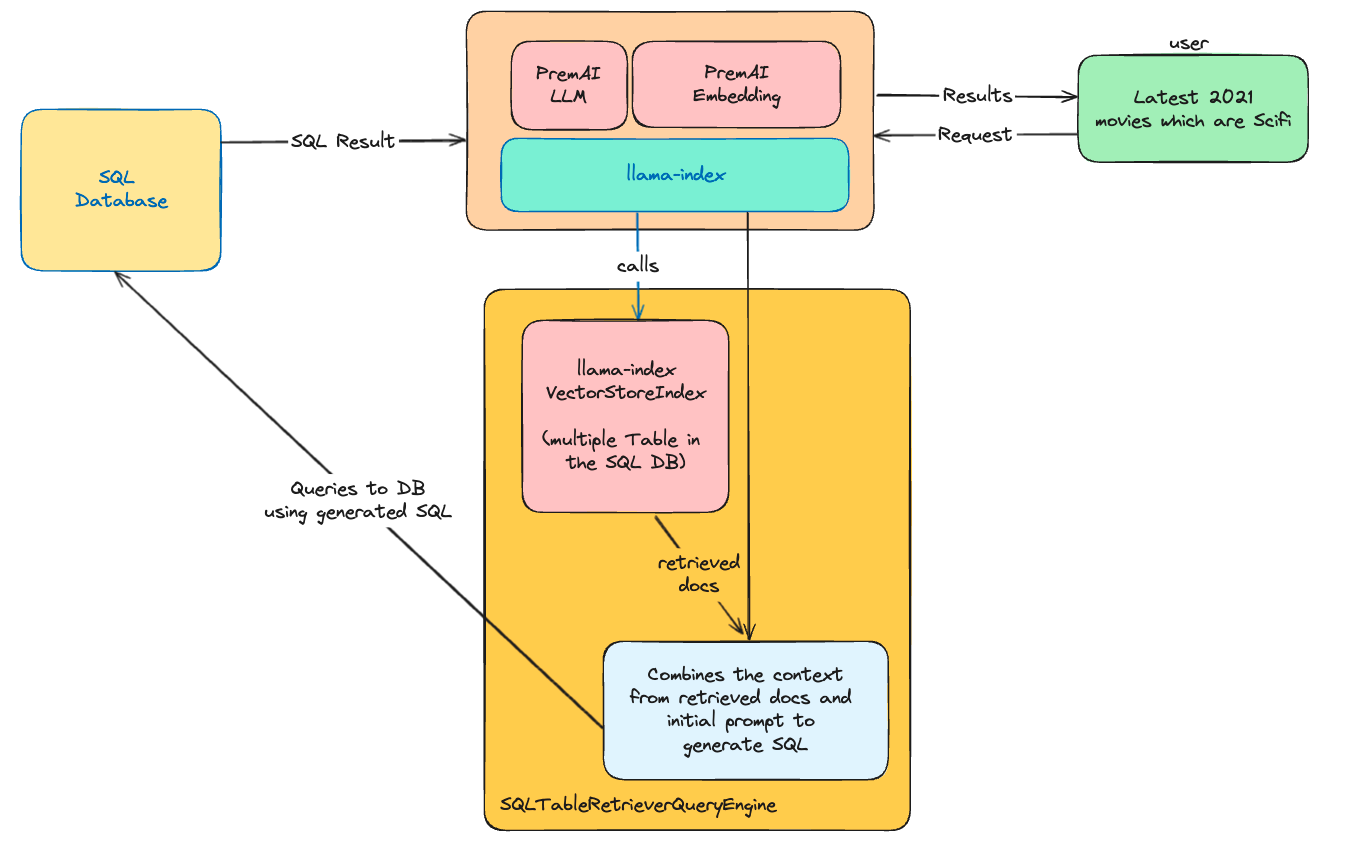 user
PremAI
LLM
PremAI
Embedding
Results
Latest 2021
movies which are Scifi
Request
SQL Result
llama-index
SQL
Database
calls
llama-index
VectorStoreIndex
(multiple Table in
the SQL DB)
Queries to DB
using generated SQL
retrieved
docs
Combines the context
from retrieved docs and
initial prompt to
generate SQL
SQLTableRetrieverQueryEngine